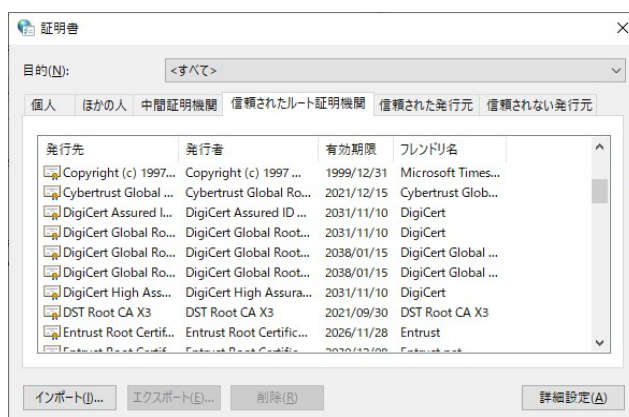 証明書
目的(N): <すべて>
個人 ほかの人 中間証明機関 信頼されたルート証明機関 信頼された発行元 信頼されない発行元
発行先 発行者 有効期限 フレンドリ名
Copyright (c) 1997... Copyright (c) 1997 ... 1999/12/31 Microsoft Times...
Cybertrust Global ... Cybertrust Global Ro... 2021/12/15 Cybertrust Glob...
DigiCert Assured I... DigiCert Assured ID ... 2031/11/10 DigiCert
DigiCert Global Ro... DigiCert Global Root... 2031/11/10 DigiCert
DigiCert Global Ro... DigiCert Global Root... 2038/01/15 DigiCert Global ...
DigiCert Global Ro... DigiCert Global Root... 2038/01/15 DigiCert Global ...
DigiCert High Ass... DigiCert High Assura... 2031/11/10 DigiCert
DST Root CA X3 DST Root CA X3 2021/09/30 DST Root CA X3
Entrust Root Certif... Entrust Root Certific... 2026/11/28 Entrust
インポート(I)... エクスポート(E)... 削除(R) 詳細設定(A)